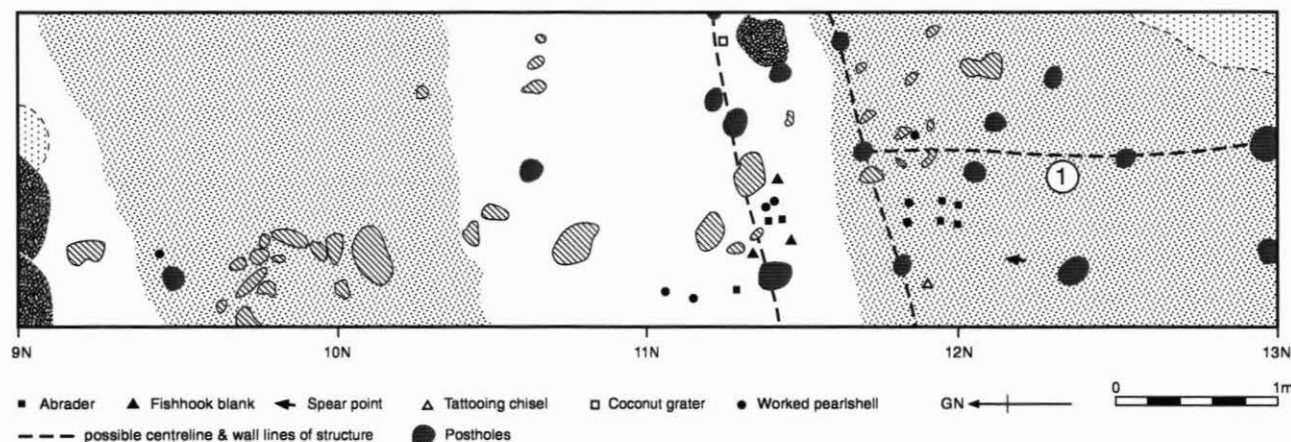 1
9N 10N 11N 12N 13N
Abrader Fishhook blank Spear point Tattooing chisel Coconut grater Worked pearlshell GN 0 1m
possible centreline & wall lines of structure Postholes